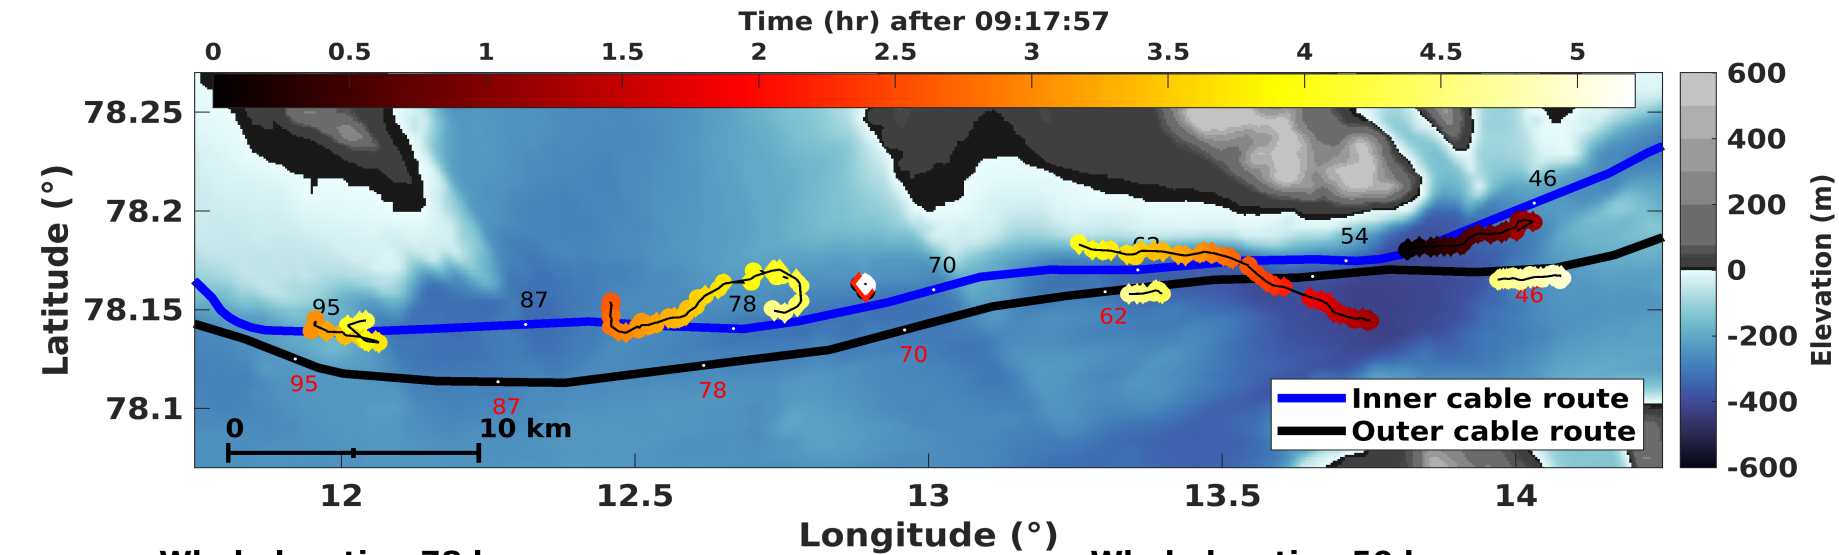 Time (hr) after 09:17:57
0 0.5 1 1.5 2 2.5 3 3.5 4 4.5 5
600
400
200
0
-200
-400
-600
Elevation (m)
78.25
78.2
78.15
78.1
Latitude (°)
46
54
62
70
78
87
95
46
62
70
78
87
95
0 10 km
Inner cable route
Outer cable route
12 12.5 13 13.5 14
Longitude (°)